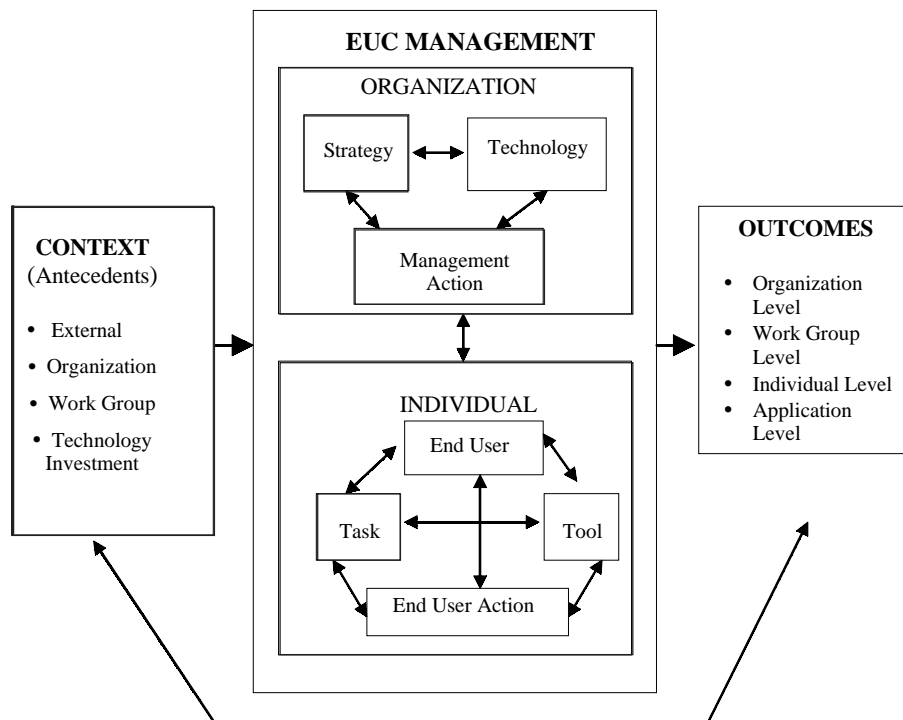 EUC MANAGEMENT
ORGANIZATION
Strategy
Technology
Management
Action
CONTEXT
(Antecedents)
• External
• Organization
• Work Group
• Technology
Investment
INDIVIDUAL
End User
Task
Tool
End User Action
OUTCOMES
• Organization
Level
• Work Group
Level
• Individual Level
• Application
Level